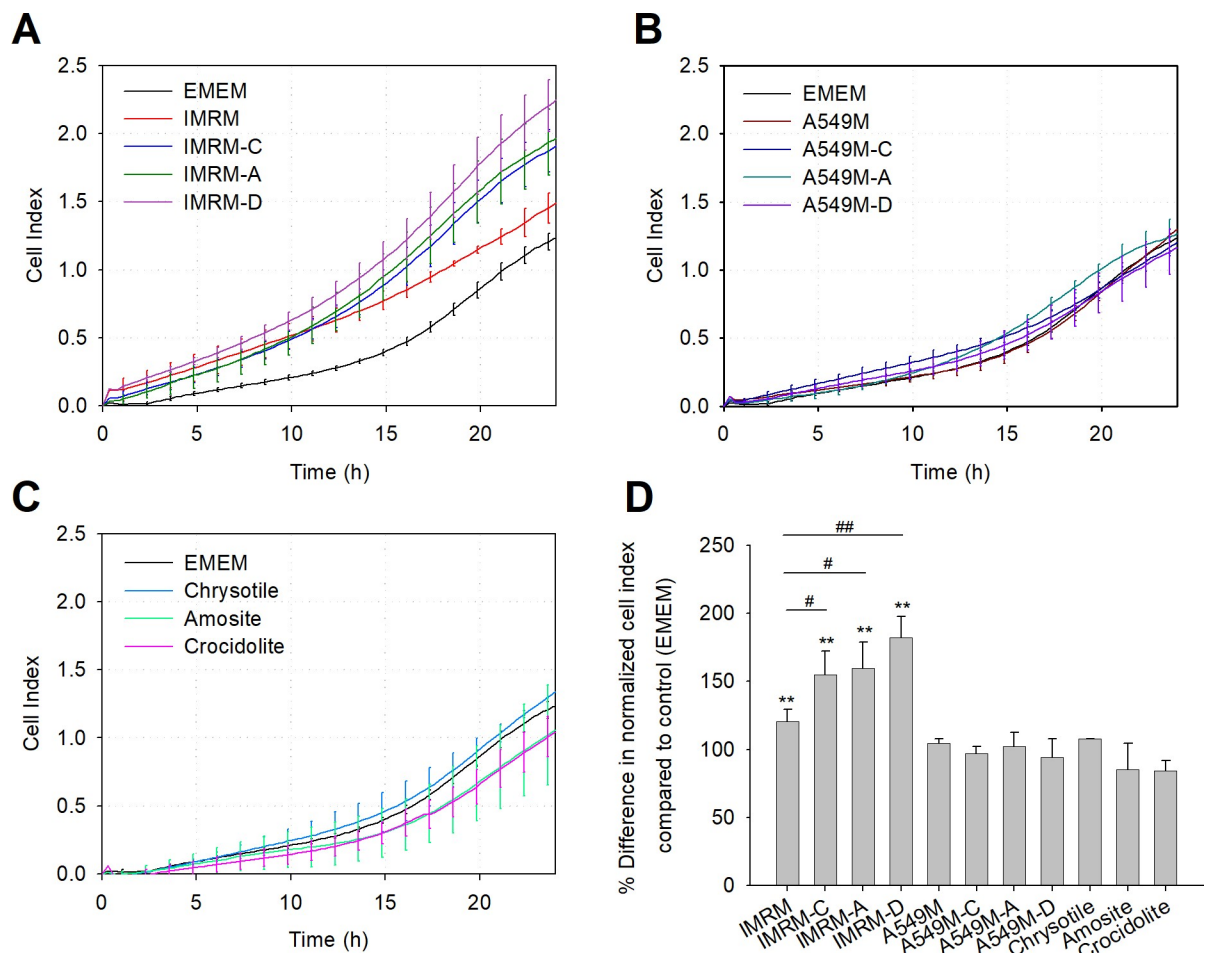 A
2.5
2.0
1.5
1.0
0.5
0.0
Cell Index
EMEM
IMRM
IMRM-C
IMRM-A
IMRM-D
0
5
10
15
20
Time (h)
B
2.5
2.0
1.5
1.0
0.5
0.0
Cell Index
EMEM
A549M
A549M-C
A549M-A
A549M-D
0
5
10
15
20
Time (h)
C
2.5
2.0
1.5
1.0
0.5
0.0
Cell Index
EMEM
Chrysotile
Amosite
Crocidolite
0
5
10
15
20
Time (h)
D
% Difference in normalized cell index
compared to control (EMEM)
250
200
150
100
50
0
##
#
#
**
**
**
**
IMRM
IMRM-C
IMRM-A
IMRM-D
A549M
A549M-C
A549M-A
A549M-D
Chrysotile
Amosite
Crocidolite